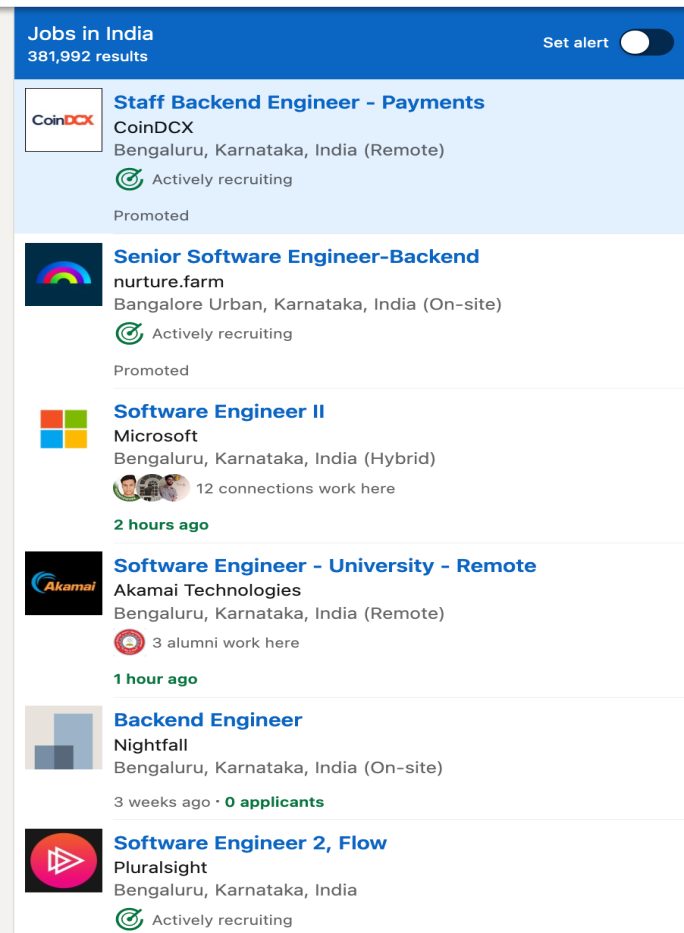 Jobs in India
381,992 results
Set alert
CoinDCX
Staff Backend Engineer - Payments
CoinDCX
Bengaluru, Karnataka, India (Remote)
Actively recruiting
Promoted
Senior Software Engineer-Backend
nurture.farm
Bangalore Urban, Karnataka, India (On-site)
Actively recruiting
Promoted
Software Engineer II
Microsoft
Bengaluru, Karnataka, India (Hybrid)
12 connections work here
2 hours ago
Akamai
Software Engineer - University - Remote
Akamai Technologies
Bengaluru, Karnataka, India (Remote)
3 alumni work here
1 hour ago
Backend Engineer
Nightfall
Bengaluru, Karnataka, India (On-site)
3 weeks ago · 0 applicants
Software Engineer 2, Flow
Pluralsight
Bengaluru, Karnataka, India
Actively recruiting